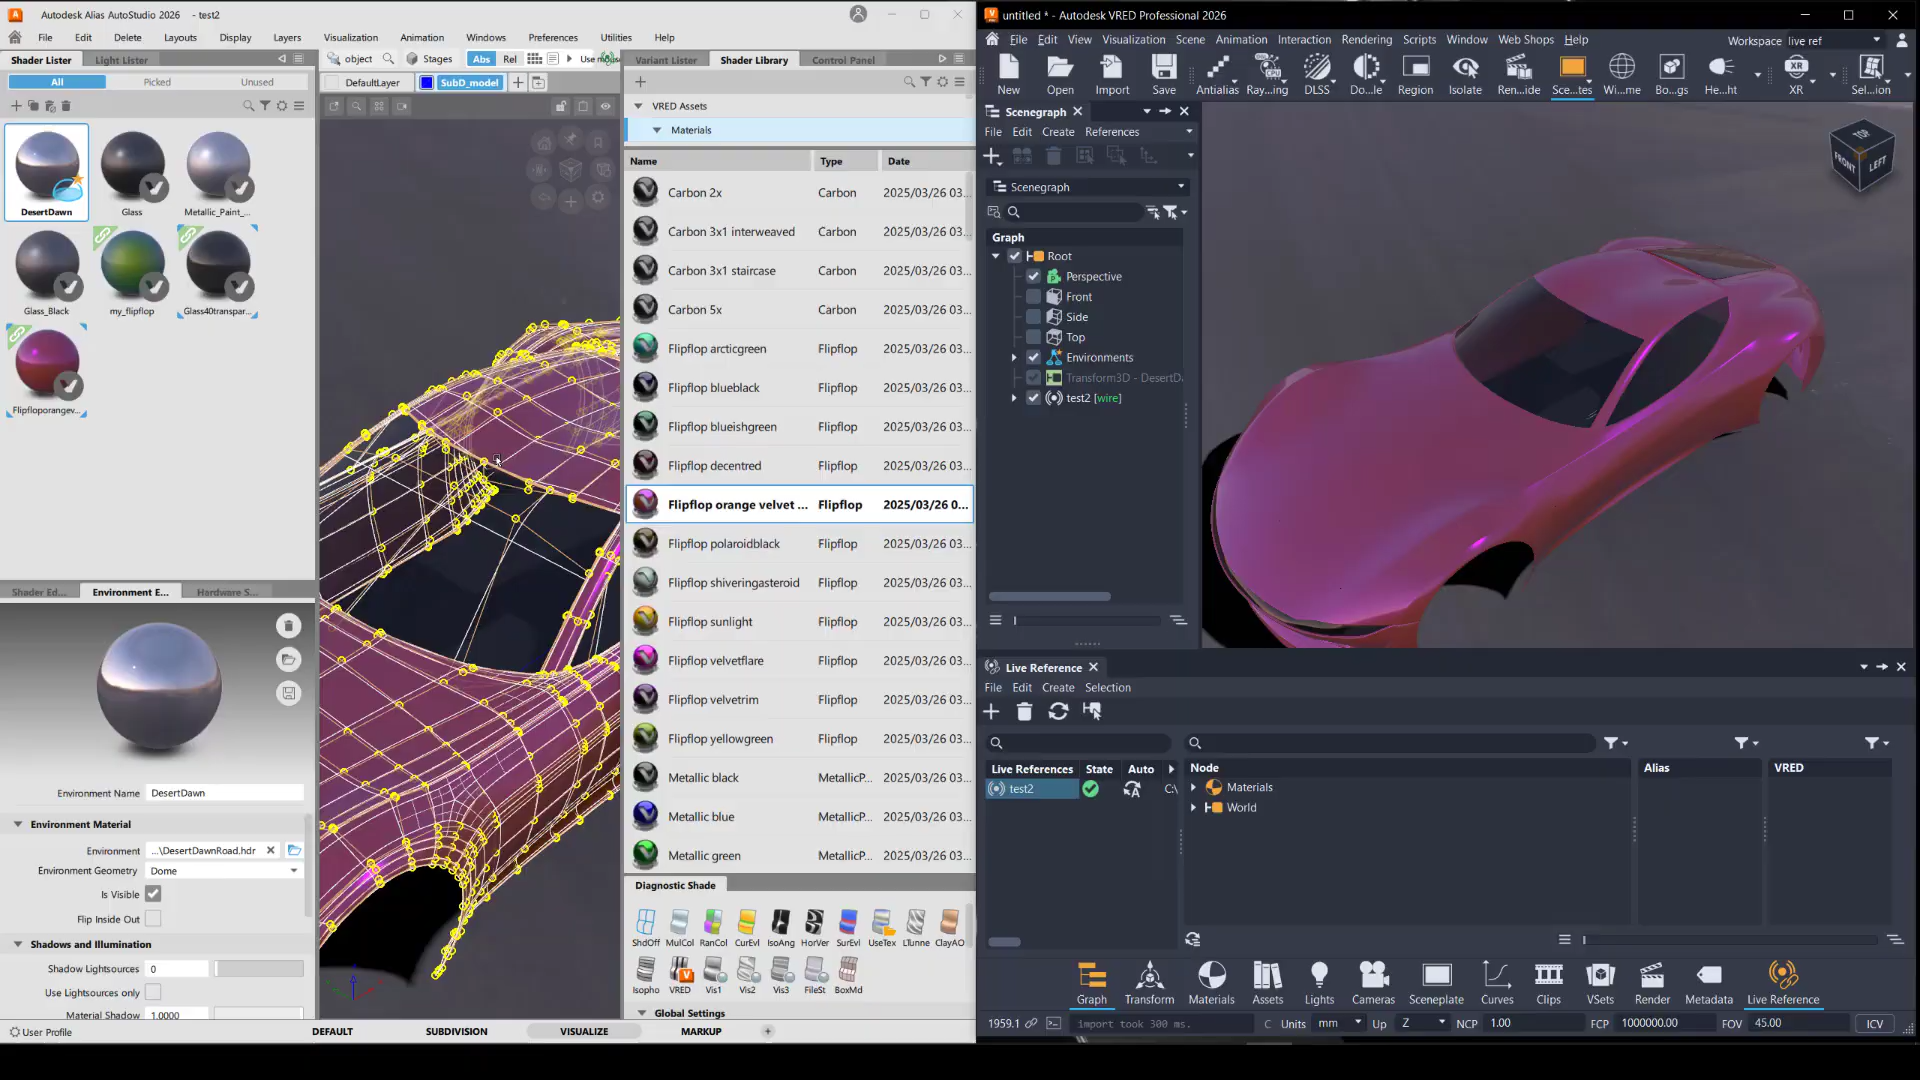 Autodesk Alias AutoStudio 2026 - test2
File Edit Delete Layouts Display Layers Visualization Animation Windows Preferences Utilities Help
Shader Lister Light Lister
All Picked Unused
DesertDawn Glass Metallic_Paint_...
Glass_Black my_flipflop Glass40transpar...
Flipfloporangev...
Shader Ed... Environment E... Hardware S...
Environment Name DesertDawn
Environment Material
Environment ...\DesertDawnRoad.hdr
Environment Geometry Dome
Is Visible
Flip Inside Out
Shadows and Illumination
Shadow Lightsources 0
Use Lightsources only
Material Shadow 1.0000
User Profile
object Stages Abs Rel
DefaultLayer SubD_model
DEFAULT SUBDIVISION VISUALIZE MARKUP
Variant Lister Shader Library Control Panel
VRED Assets
Materials
Name Type Date
Carbon 2x Carbon 2025/03/26 03...
Carbon 3x1 interweaved Carbon 2025/03/26 03...
Carbon 3x1 staircase Carbon 2025/03/26 03...
Carbon 5x Carbon 2025/03/26 03...
Flipflop arcticgreen Flipflop 2025/03/26 03...
Flipflop blueblack Flipflop 2025/03/26 03...
Flipflop blueishgreen Flipflop 2025/03/26 03...
Flipflop decentred Flipflop 2025/03/26 03...
Flipflop orange velvet ... Flipflop 2025/03/26 0...
Flipflop polaroidblack Flipflop 2025/03/26 03...
Flipflop shiveringasteroid Flipflop 2025/03/26 03...
Flipflop sunlight Flipflop 2025/03/26 03...
Flipflop velvetflare Flipflop 2025/03/26 03...
Flipflop velvetrim Flipflop 2025/03/26 03...
Flipflop yellowgreen Flipflop 2025/03/26 03...
Metallic black MetallicP... 2025/03/26 03...
Metallic blue MetallicP... 2025/03/26 03...
Metallic green MetallicP... 2025/03/26 03...
Diagnostic Shade
ShdOff MulCol RanCol CurEvl IsoAng HorVer SurEvl UseTex LTunne ClayAO
Isopho VRED Vis1 Vis2 Vis3 FileSt BoxMd
Global Settings
untitled * - Autodesk VRED Professional 2026
File Edit View Visualization Scene Animation Interaction Rendering Scripts Window Web Shops Help Workspace live ref
New Open Import Save Antialias Ray...ing DLSS Do...le Region Isolate Ren...ide Sce...tes Wi...me Bo...gs He...ht XR Sel...ion
Scenegraph
File Edit Create References
Scenegraph
Graph
Root
Perspective
Front
Side
Top
Environments
Transform3D - DesertD
test2 [wire]
TOP
FRONT LEFT
Live Reference
File Edit Create Selection
Live References State Auto Node Alias VRED
test2 C:\ Materials
World
Graph Transform Materials Assets Lights Cameras Sceneplate Curves Clips VSets Render Metadata Live Reference
1959.1 import took 300 ms. C Units mm Up Z NCP 1.00 FCP 1000000.00 FOV 45.00 ICV